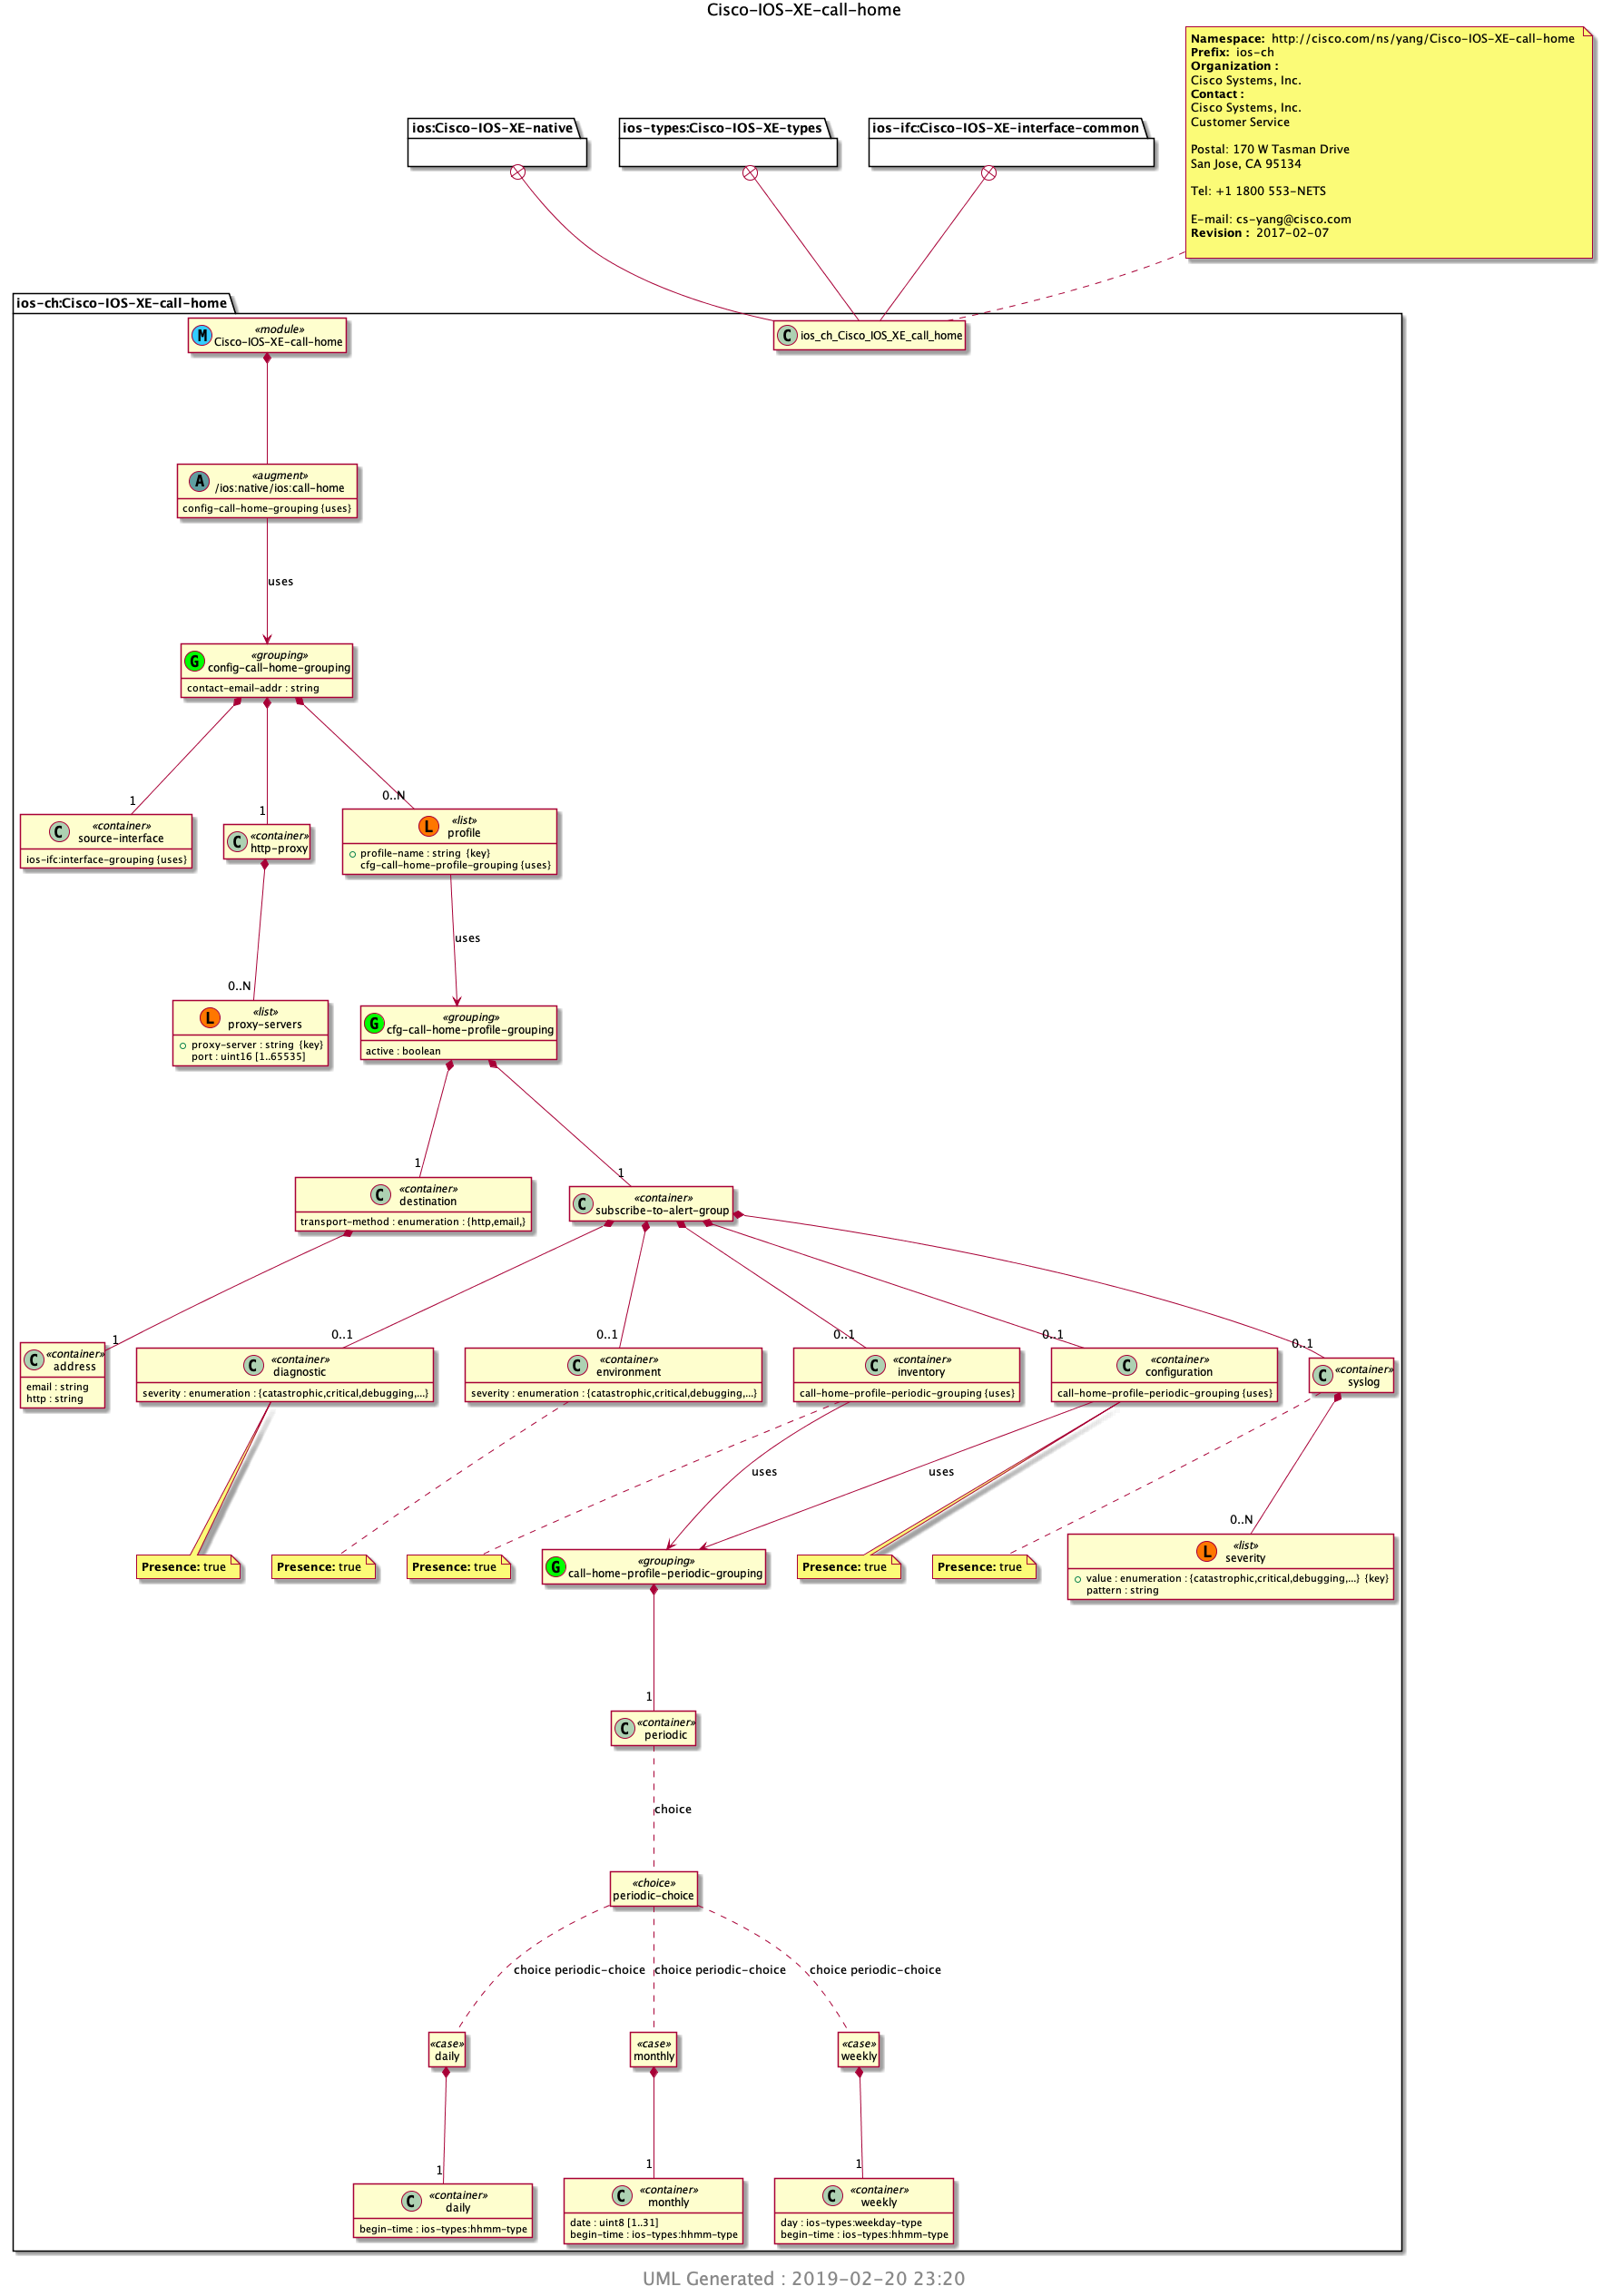 Cisco-IOS-XE-call-home
Namespace: http://cisco.com/ns/yang/Cisco-IOS-XE-call-home
Prefix: ios-ch
Organization :
Cisco Systems, Inc.
Contact :
Cisco Systems, Inc.
Customer Service
Postal: 170 W Tasman Drive
San Jose, CA 95134
Tel: +1 1800 553-NETS
E-mail: cs-yang@cisco.com
Revision : 2017-02-07
ios:Cisco-IOS-XE-native
ios-types:Cisco-IOS-XE-types
ios-ifc:Cisco-IOS-XE-interface-common
ios-ch:Cisco-IOS-XE-call-home
M
«module»
Cisco-IOS-XE-call-home
C
ios_ch_Cisco_IOS_XE_call_home
A
«augment»
/ios:native/ios:call-home
config-call-home-grouping {uses}
uses
G
«grouping»
config-call-home-grouping
contact-email-addr : string
1
1
0..N
C
«container»
source-interface
ios-ifc:interface-grouping {uses}
C
«container»
http-proxy
L
«list»
profile
profile-name : string {key}
cfg-call-home-profile-grouping {uses}
uses
0..N
L
«list»
proxy-servers
proxy-server : string {key}
port : uint16 [1..65535]
G
«grouping»
cfg-call-home-profile-grouping
active : boolean
1
1
C
«container»
destination
transport-method : enumeration : {http,email,}
C
«container»
subscribe-to-alert-group
1
0..1
0..1
0..1
0..1
0..1
C
«container»
address
email : string
http : string
C
«container»
diagnostic
severity : enumeration : {catastrophic,critical,debugging,...}
C
«container»
environment
severity : enumeration : {catastrophic,critical,debugging,...}
C
«container»
inventory
call-home-profile-periodic-grouping {uses}
C
«container»
configuration
call-home-profile-periodic-grouping {uses}
C
«container»
syslog
uses
uses
0..N
Presence: true
Presence: true
Presence: true
G
«grouping»
call-home-profile-periodic-grouping
Presence: true
Presence: true
L
«list»
severity
value : enumeration : {catastrophic,critical,debugging,...} {key}
pattern : string
1
C
«container»
periodic
choice
«choice»
periodic-choice
choice periodic-choice
choice periodic-choice
choice periodic-choice
«case»
daily
«case»
monthly
«case»
weekly
1
1
1
C
«container»
daily
begin-time : ios-types:hhmm-type
C
«container»
monthly
date : uint8 [1..31]
begin-time : ios-types:hhmm-type
C
«container»
weekly
day : ios-types:weekday-type
begin-time : ios-types:hhmm-type
UML Generated : 2019-02-20 23:20